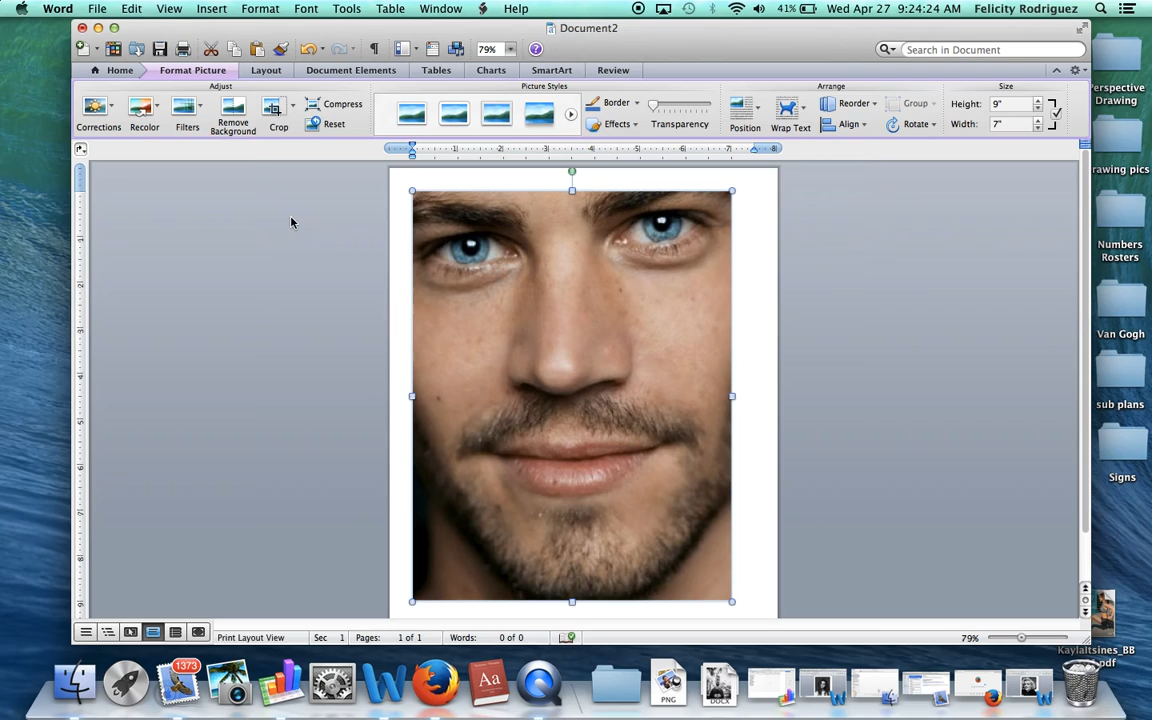 Word File Edit View Insert Format Font Tools Table Window Help 41% Wed Apr 27 9:24:24 AM Felicity Rodriguez
Document2
79% Search in Document
Home Format Picture Layout Document Elements Tables Charts SmartArt Review
Adjust Picture Styles Arrange Size
Corrections Recolor Filters Remove Background Crop Compress Reset
Border Effects Transparency
Position Wrap Text Reorder Align Group Rotate
Height: 9"
Width: 7"
Perspective Drawing
rawing pics
Numbers Rosters
Van Gogh
sub plans
Signs
Print Layout View Sec 1 Pages: 1 of 1 Words: 0 of 0 79%
1373
Aa
PNG
DOCX